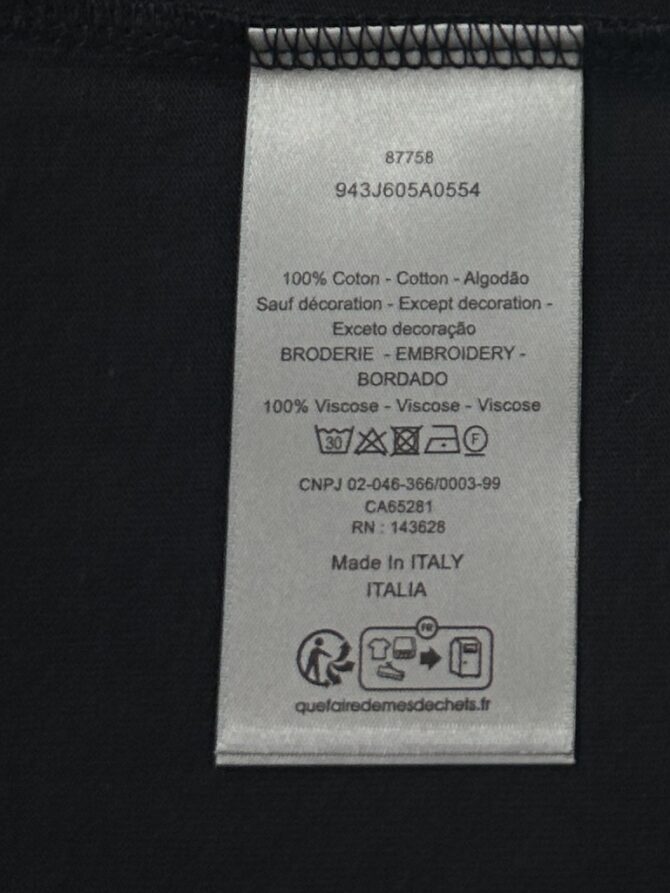 87758
943J605A0554
100% Coton - Cotton - Algodão
Sauf décoration - Except decoration -
Exceto decoração
BRODERIE - EMBROIDERY -
BORDADO
100% Viscose - Viscose - Viscose
30 F
CNPJ 02-046-366/0003-99
CA65281
RN : 143628
Made In ITALY
ITALIA
FR
quefairedemesdechets.fr